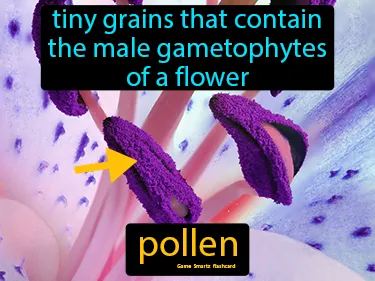 tiny grains that contain
the male gametophytes
of a flower
pollen
Game Smartz flashcard